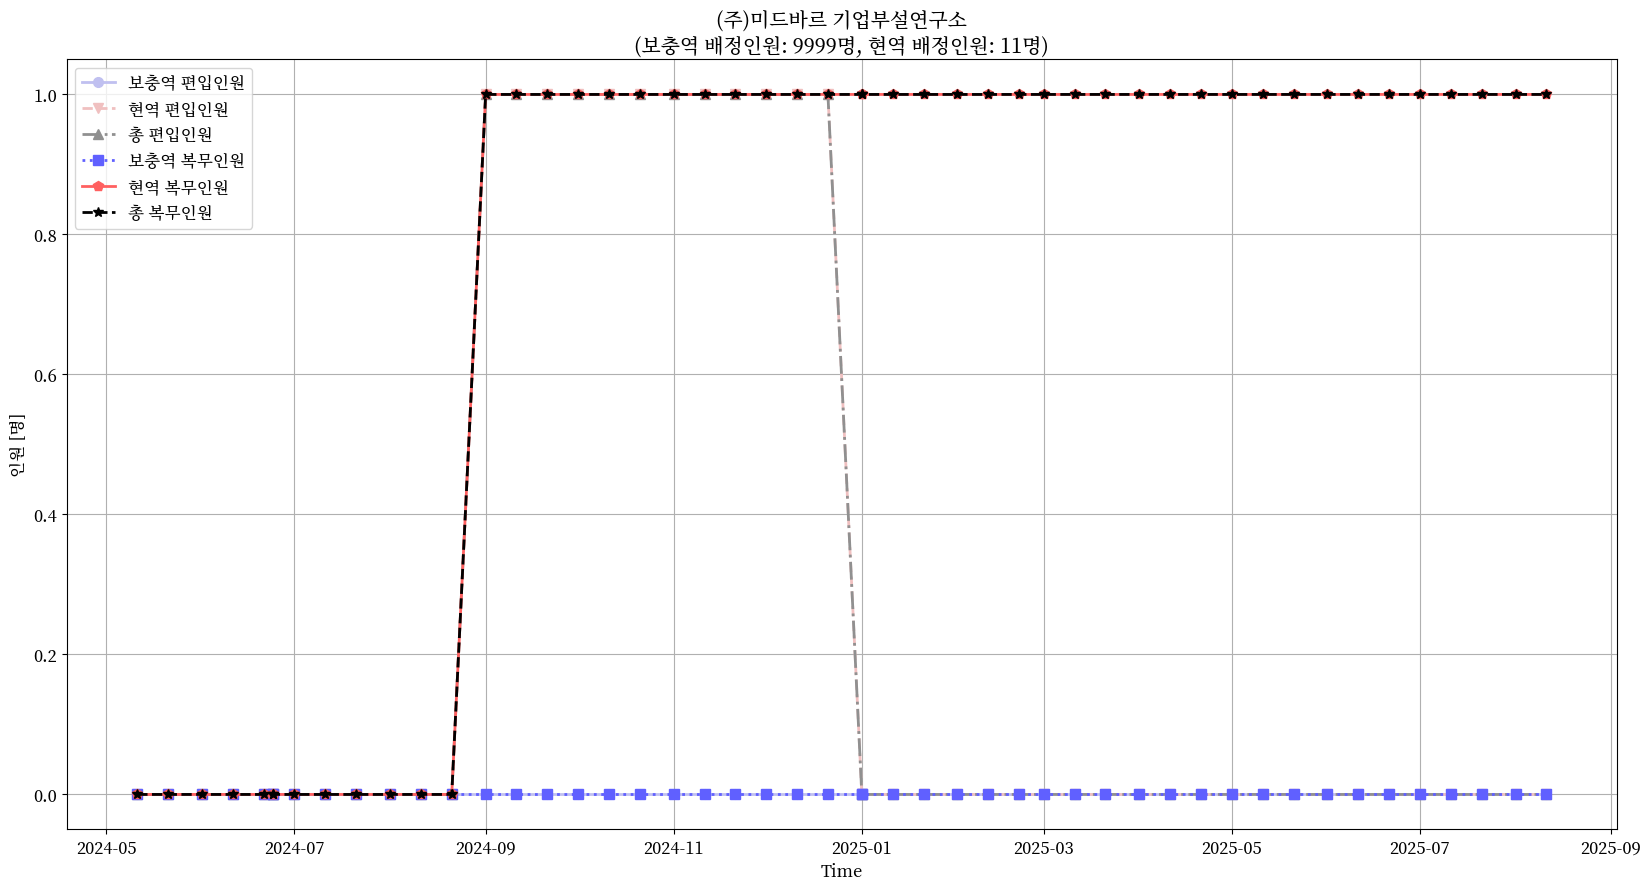 (주)미드바르 기업부설연구소
(보충역 배정인원: 9999명, 현역 배정인원: 11명)
보충역 편입인원
현역 편입인원
총 편입인원
보충역 복무인원
현역 복무인원
총 복무인원
1.0
0.8
0.6
0.4
0.2
0.0
인원 [명]
2024-05 2024-07 2024-09 2024-11 2025-01 2025-03 2025-05 2025-07 2025-09
Time